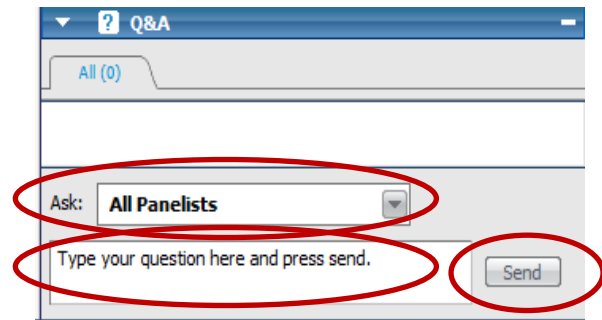 ? Q&A
All (0)
Ask: All Panelists
Type your question here and press send.
Send